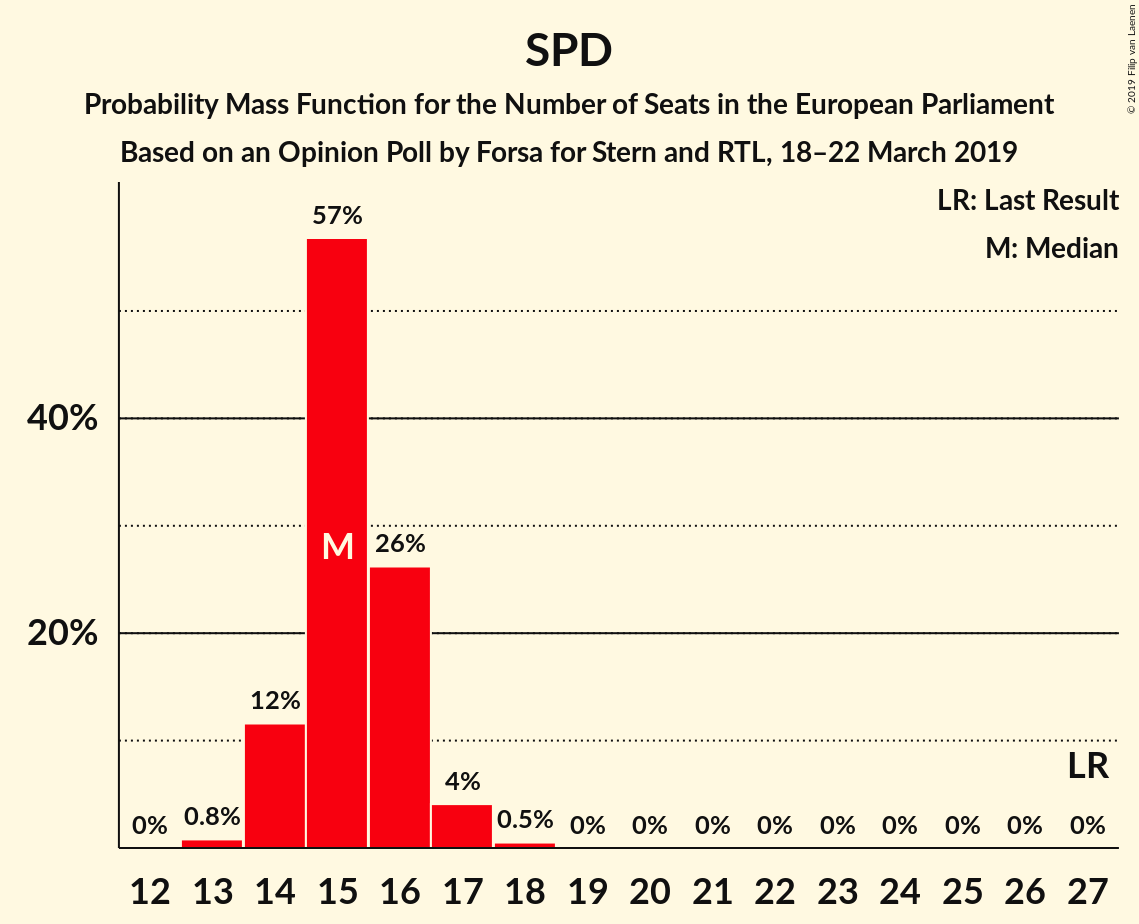 SPD
Probability Mass Function for the Number of Seats in the European Parliament
Based on an Opinion Poll by Forsa for Stern and RTL, 18–22 March 2019
© 2019 Filip van Laenen
LR: Last Result
M: Median
57%
40%
M
26%
20%
12%
LR
4%
0%
0.8%
0.5%
0%
0%
0%
0%
0%
0%
0%
0%
0%
12 13 14 15 16 17 18 19 20 21 22 23 24 25 26 27